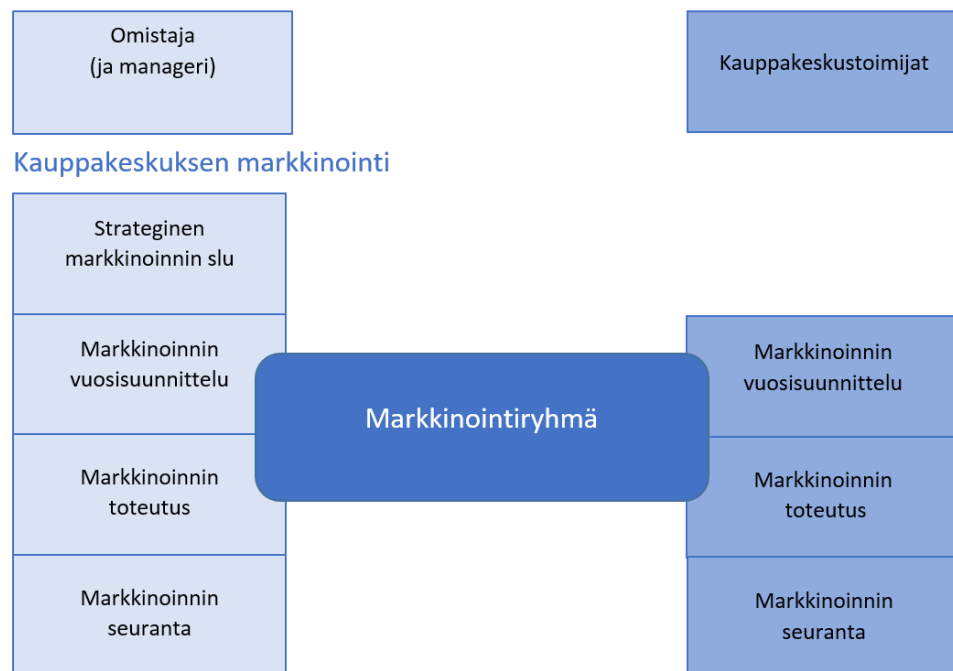 Omistaja
(ja manageri)
Kauppakeskustoimijat
Kauppakeskuksen markkinointi
Strateginen
markkinoinnin slu
Markkinoinnin
vuosisuunnittelu
Markkinoinnin
toteutus
Markkinoinnin
seuranta
Markkinointiryhmä
Markkinoinnin
vuosisuunnittelu
Markkinoinnin
toteutus
Markkinoinnin
seuranta